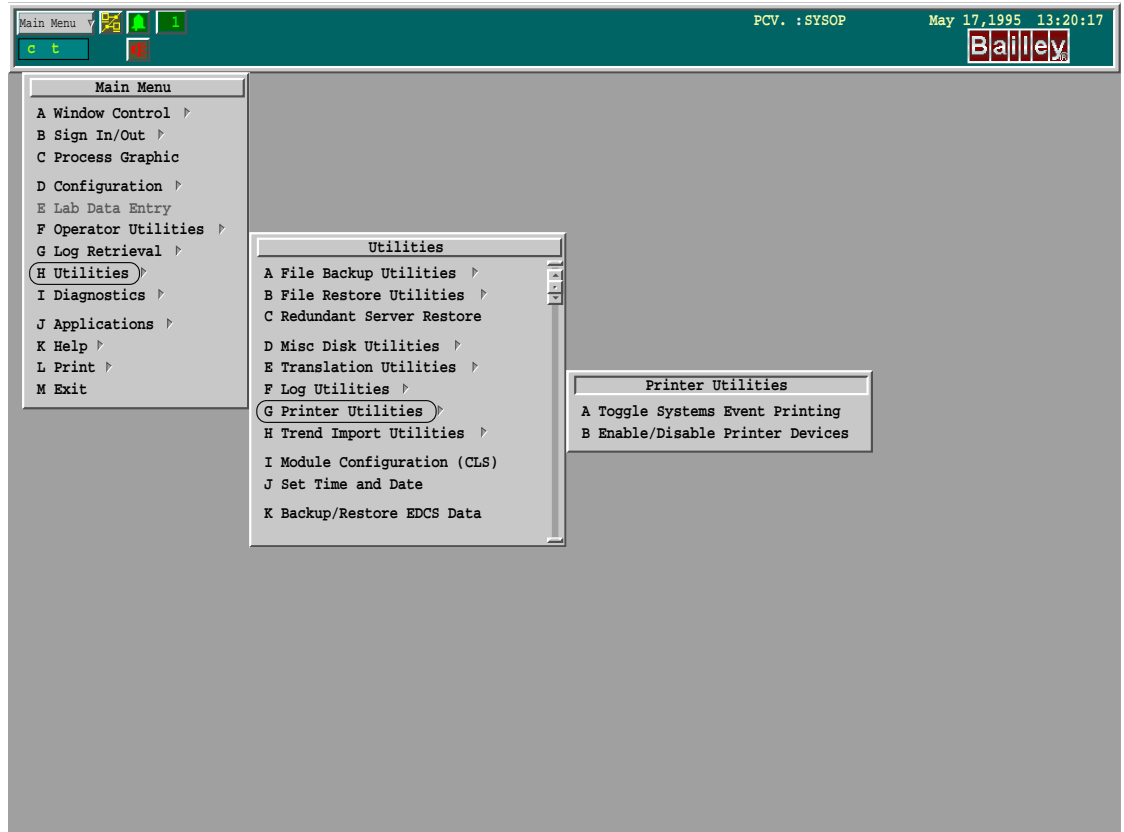 Main Menu
1
PCV. :SYSOP
May 17,1995 13:20:17
c t
Bailey®
Main Menu
A Window Control
B Sign In/Out
C Process Graphic
D Configuration
E Lab Data Entry
F Operator Utilities
G Log Retrieval
H Utilities
I Diagnostics
J Applications
K Help
L Print
M Exit
Utilities
A File Backup Utilities
B File Restore Utilities
C Redundant Server Restore
D Misc Disk Utilities
E Translation Utilities
F Log Utilities
G Printer Utilities
H Trend Import Utilities
I Module Configuration (CLS)
J Set Time and Date
K Backup/Restore EDCS Data
Printer Utilities
A Toggle Systems Event Printing
B Enable/Disable Printer Devices